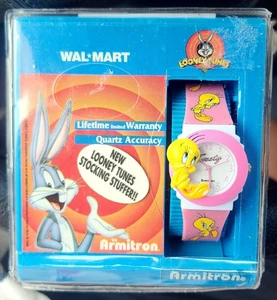 WAL★MART
LOONEY TUNES
Lifetime limited Warranty
Quartz Accuracy
NEW
LOONEY TUNES
STOCKING STUFFER!!
Armitron
Armitron